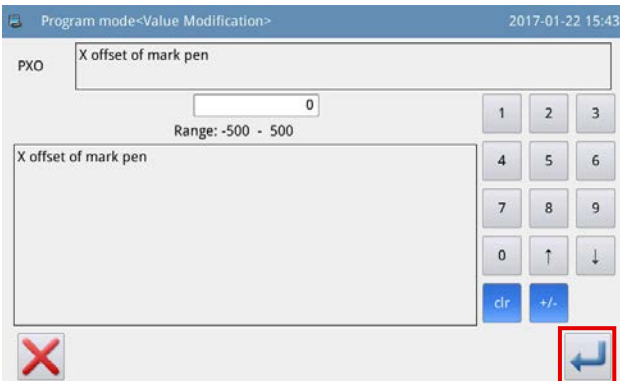 Program mode<Value Modification> 2017-01-22 15:43
PXO X offset of mark pen
0
Range: -500 - 500
X offset of mark pen
1 2 3
4 5 6
7 8 9
0 ↑ ↓
clr +/-